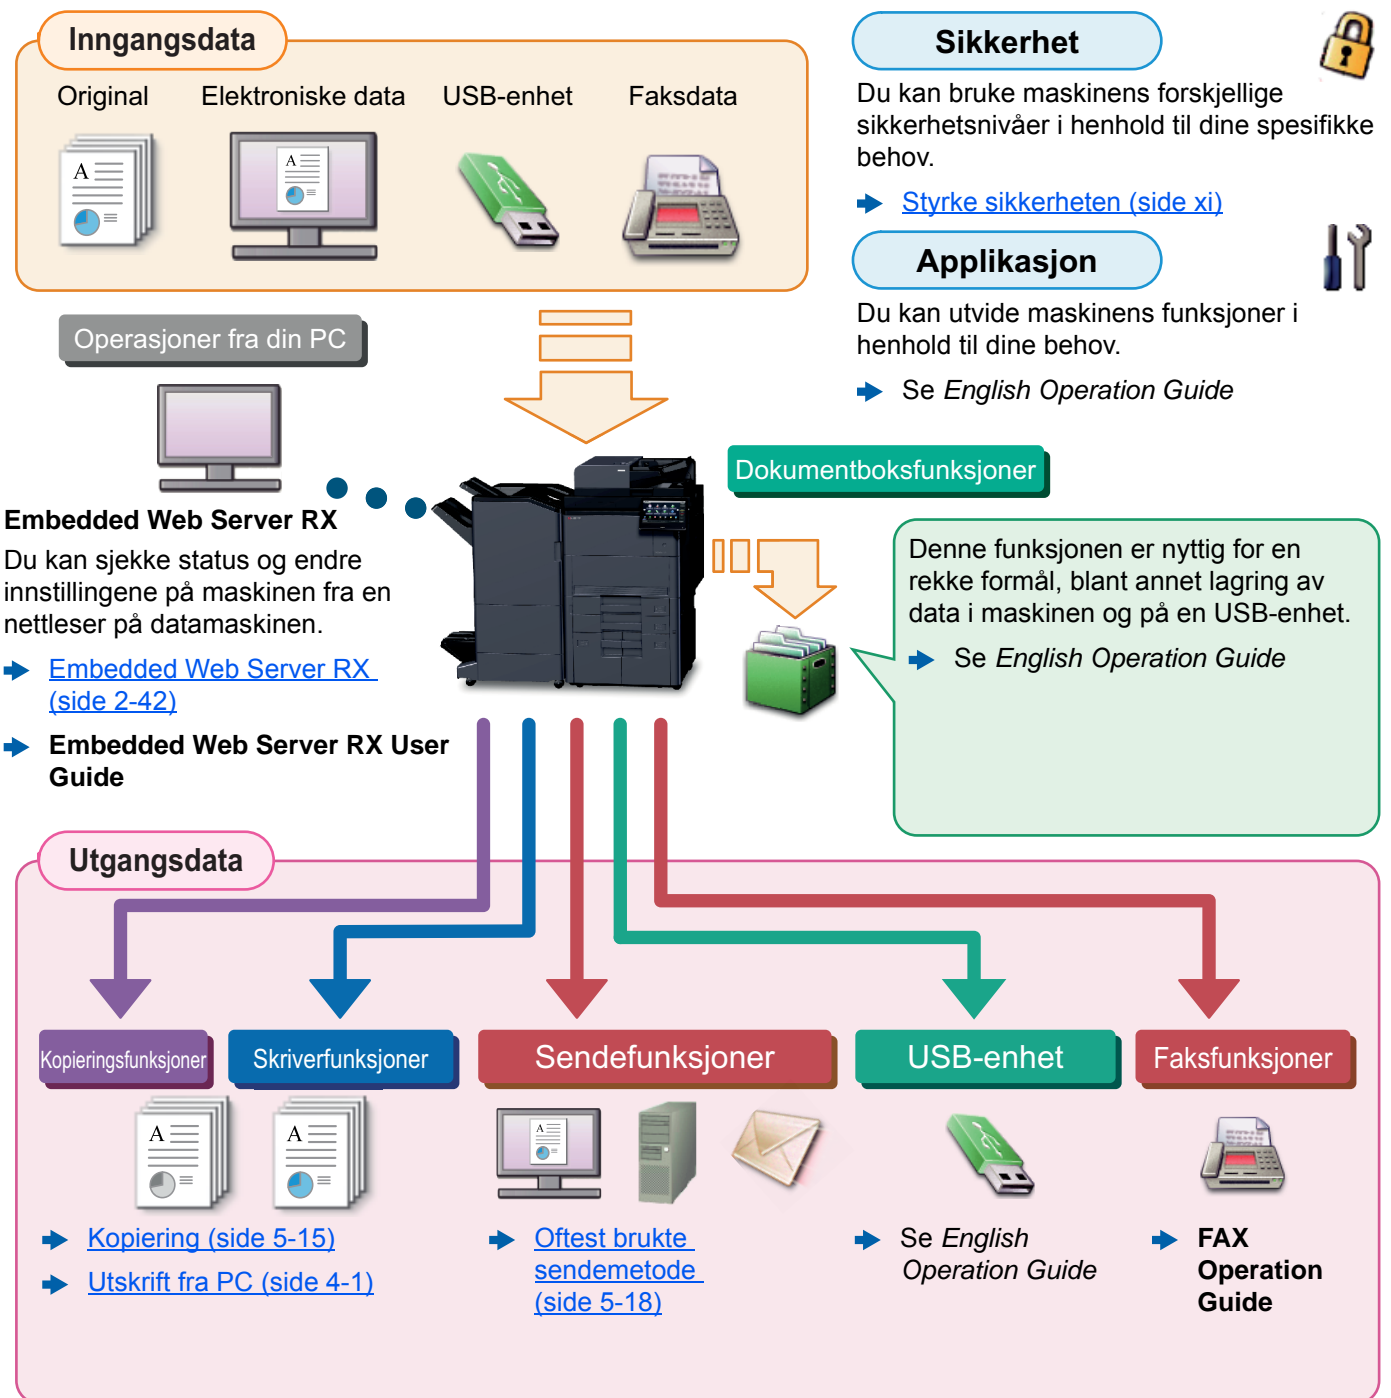 Inngangsdata
Original
Elektroniske data
USB-enhet
Faksdata
Sikkerhet
Du kan bruke maskinens forskjellige
sikkerhetsnivåer i henhold til dine spesifikke
behov.
Styrke sikkerheten (side xi)
Applikasjon
Du kan utvide maskinens funksjoner i
henhold til dine behov.
Se English Operation Guide
Operasjoner fra din PC
Embedded Web Server RX
Du kan sjekke status og endre
innstillingene på maskinen fra en
nettleser på datamaskinen.
Embedded Web Server RX
(side 2-42)
Embedded Web Server RX User
Guide
Dokumentboksfunksjoner
Denne funksjonen er nyttig for en
rekke formål, blant annet lagring av
data i maskinen og på en USB-enhet.
Se English Operation Guide
Utgangsdata
Kopieringsfunksjoner
Skriverfunksjoner
Sendefunksjoner
USB-enhet
Faksfunksjoner
Kopiering (side 5-15)
Utskrift fra PC (side 4-1)
Oftest brukte
sendemetode
(side 5-18)
Se English
Operation Guide
FAX
Operation
Guide